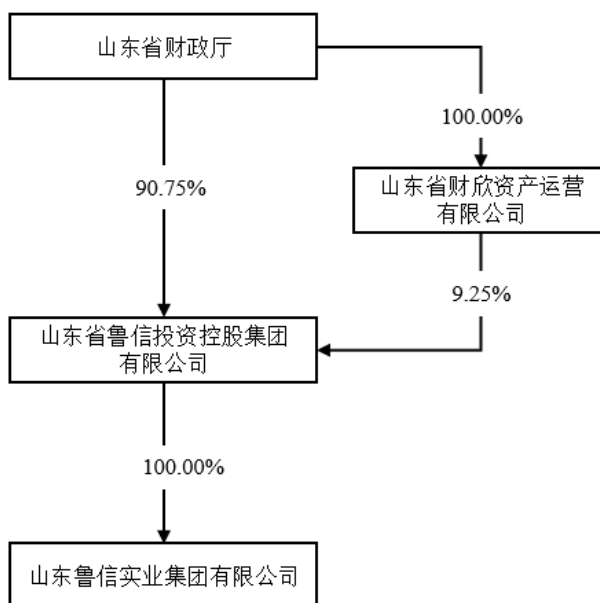 山东省财政厅
100.00%
90.75%
山东省财欣资产运营
有限公司
9.25%
山东省鲁信投资控股集团
有限公司
100.00%
山东鲁信实业集团有限公司